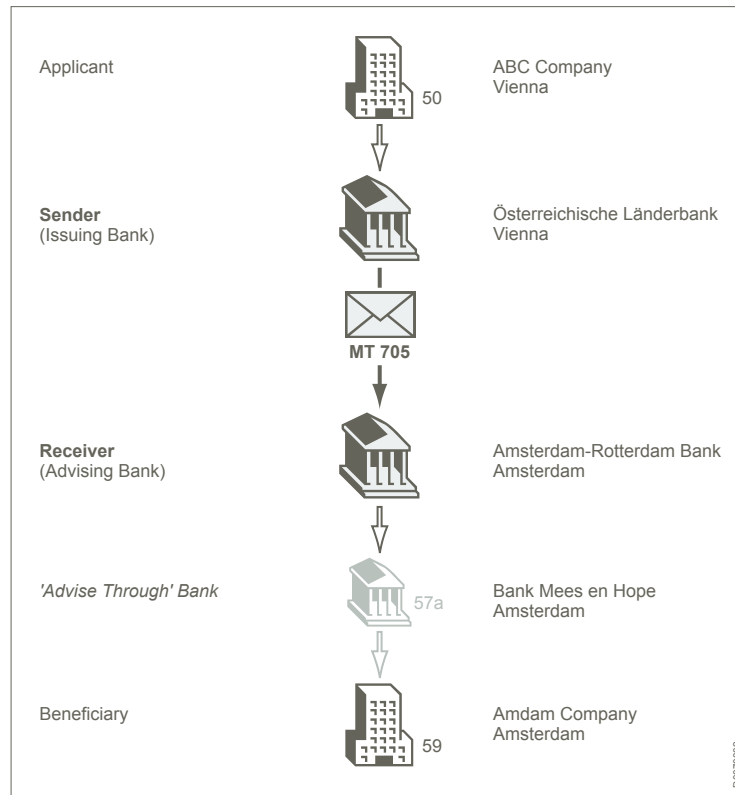 Applicant
50
ABC Company
Vienna
Sender
(Issuing Bank)
Österreichische Länderbank
Vienna
MT 705
Receiver
(Advising Bank)
Amsterdam-Rotterdam Bank
Amsterdam
'Advise Through' Bank
57a
Bank Mees en Hope
Amsterdam
Beneficiary
59
Amdam Company
Amsterdam